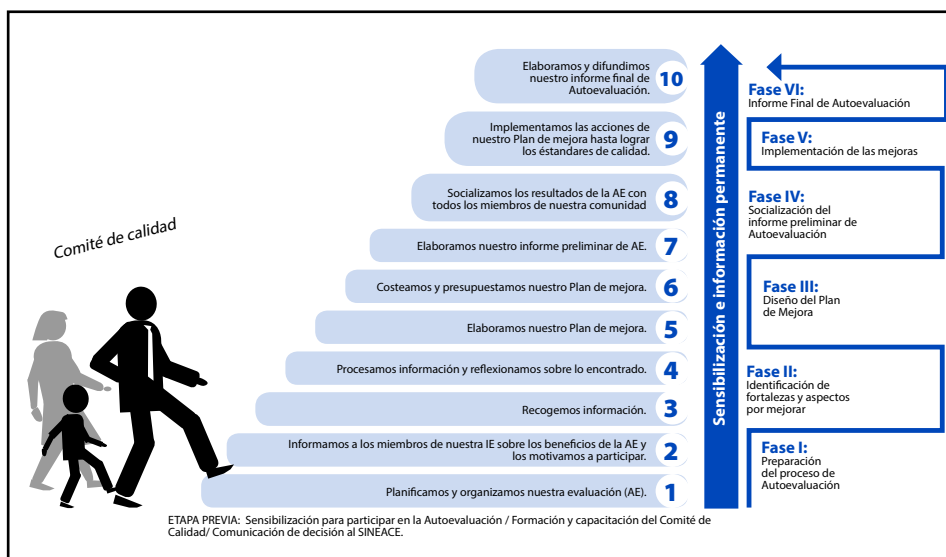 Comité de calidad
Elaboramos y difundimos
nuestro informe final de
Autoevaluación.
10
Implementamos las acciones de
nuestro Plan de mejora hasta lograr
los éstandares de calidad.
9
Socializamos los resultados de la AE con
todos los miembros de nuestra comunidad
8
Elaboramos nuestro informe preliminar de AE.
7
Costeamos y presupuestamos nuestro Plan de mejora.
6
Elaboramos nuestro Plan de mejora.
5
Procesamos información y reflexionamos sobre lo encontrado.
4
Recogemos información.
3
Informamos a los miembros de nuestra IE sobre los beneficios de la AE y
los motivamos a participar.
2
Planificamos y organizamos nuestra evaluación (AE).
1
Sensibilización e información permanente
Fase VI:
Informe Final de Autoevaluación
Fase V:
Implementación de las mejoras
Fase IV:
Socialización del
informe preliminar de
Autoevaluación
Fase III:
Diseño del Plan
de Mejora
Fase II:
Identificación de
fortalezas y aspectos
por mejorar
Fase I:
Preparación
del proceso de
Autoevaluación
ETAPA PREVIA: Sensibilización para participar en la Autoevaluación / Formación y capacitación del Comité de
Calidad/ Comunicación de decisión al SINEACE.